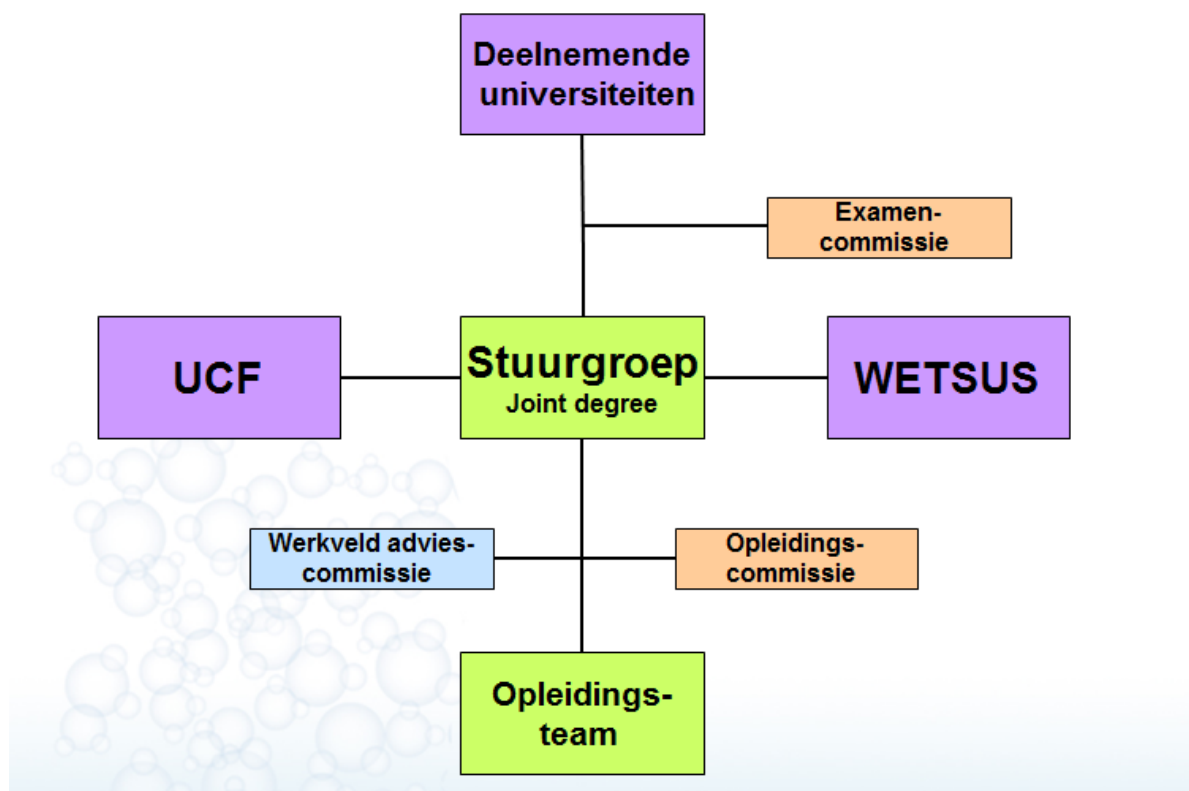 Deelnemende
universiteiten
Examen-
commissie
UCF
Stuurgroep
Joint degree
WETSUS
Werkveld advies-
commissie
Opleidings-
commissie
Opleidings-
team